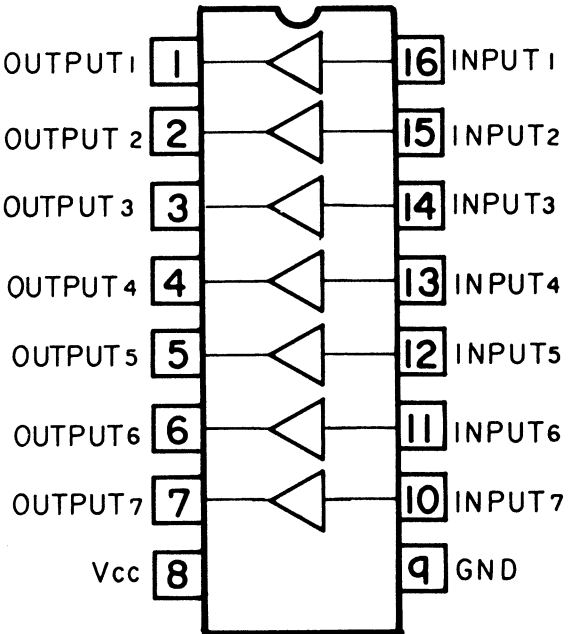 OUTPUT1 1 16 INPUT1
OUTPUT2 2 15 INPUT2
OUTPUT3 3 14 INPUT3
OUTPUT4 4 13 INPUT4
OUTPUT5 5 12 INPUT5
OUTPUT6 6 11 INPUT6
OUTPUT7 7 10 INPUT7
Vcc 8 9 GND